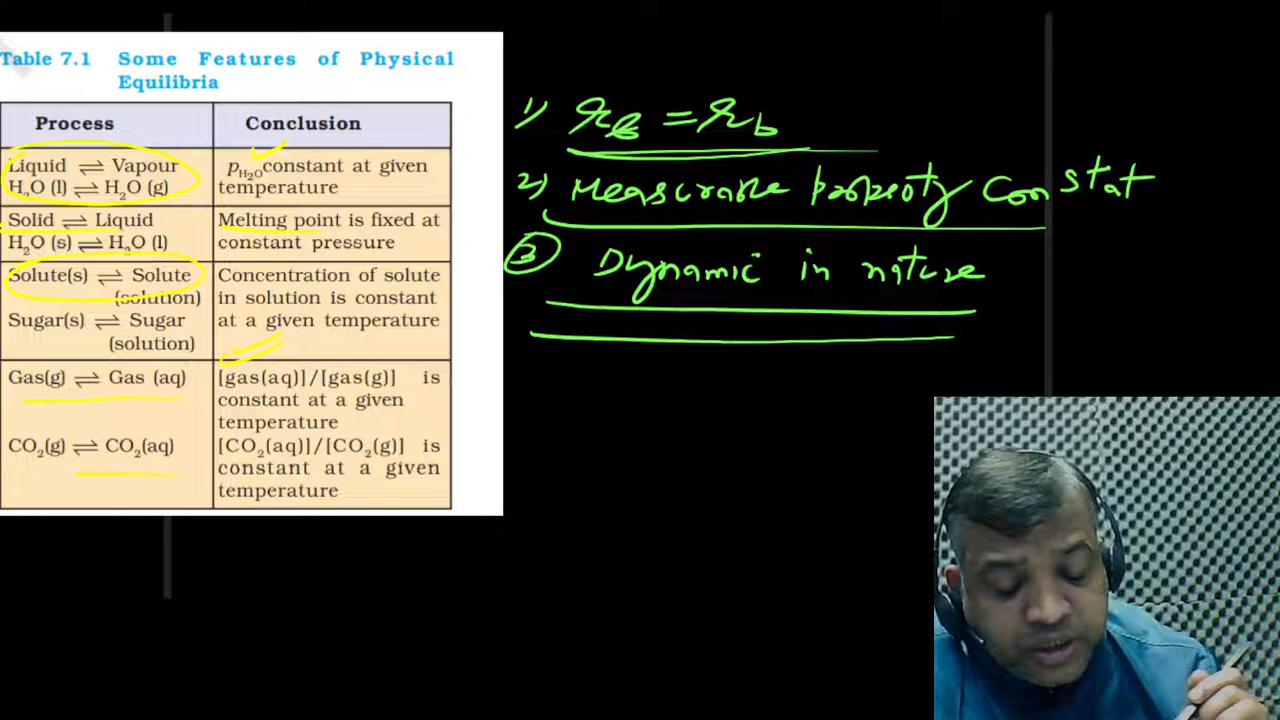 Table 7.1 Some Features of Physical
Equilibria
Process Conclusion
Liquid ⇌ Vapour
H₂O (l) ⇌ H₂O (g)
pH₂O constant at given
temperature
Solid ⇌ Liquid
H₂O (s) ⇌ H₂O (l)
Melting point is fixed at
constant pressure
Solute(s) ⇌ Solute
(solution)
Sugar(s) ⇌ Sugar
(solution)
Concentration of solute
in solution is constant
at a given temperature
Gas(g) ⇌ Gas (aq)
[gas(aq)]/[gas(g)] is
constant at a given
temperature
CO₂(g) ⇌ CO₂(aq)
[CO₂(aq)]/[CO₂(g)] is
constant at a given
temperature
1)
= r_b
2) Measurable property Constat
3 Dynamic in nature